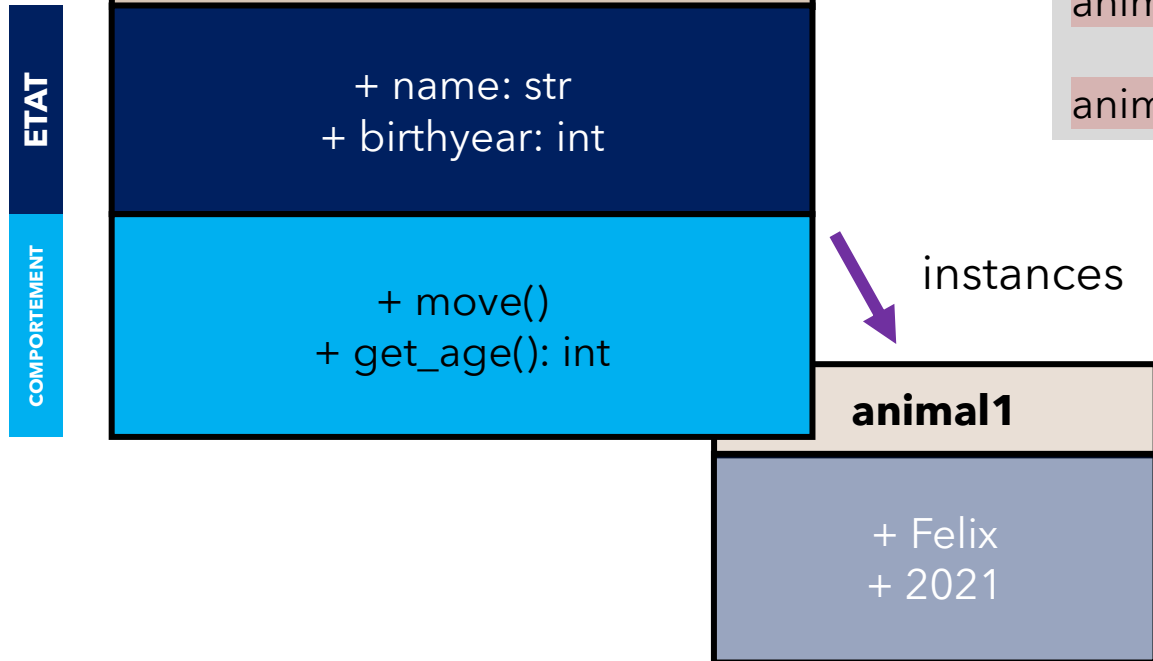 ETAT
+ name: str
+ birthyear: int
COMPORTEMENT
+ move()
+ get_age(): int
instances
animal1
+ Felix
+ 2021